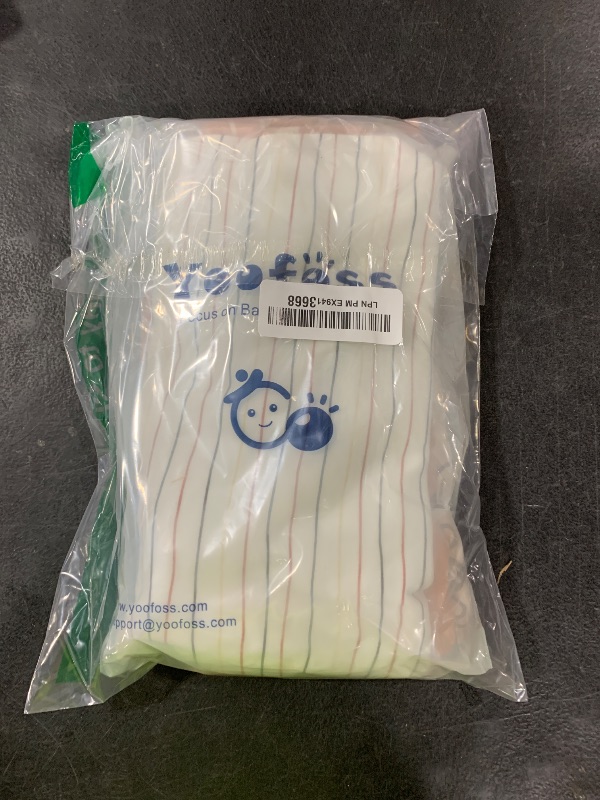 Yoofoss
ocus on Ba
LPN PM EX9413668
w.yoofoss.com
pport@yoofoss.com